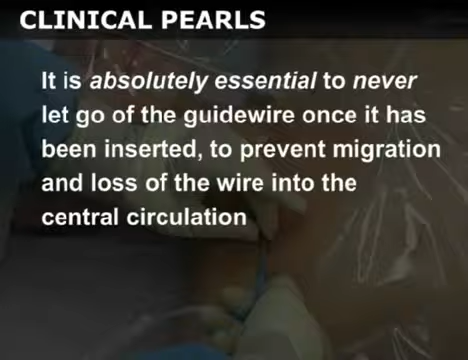 CLINICAL PEARLS
It is absolutely essential to never
let go of the guidewire once it has
been inserted, to prevent migration
and loss of the wire into the
central circulation